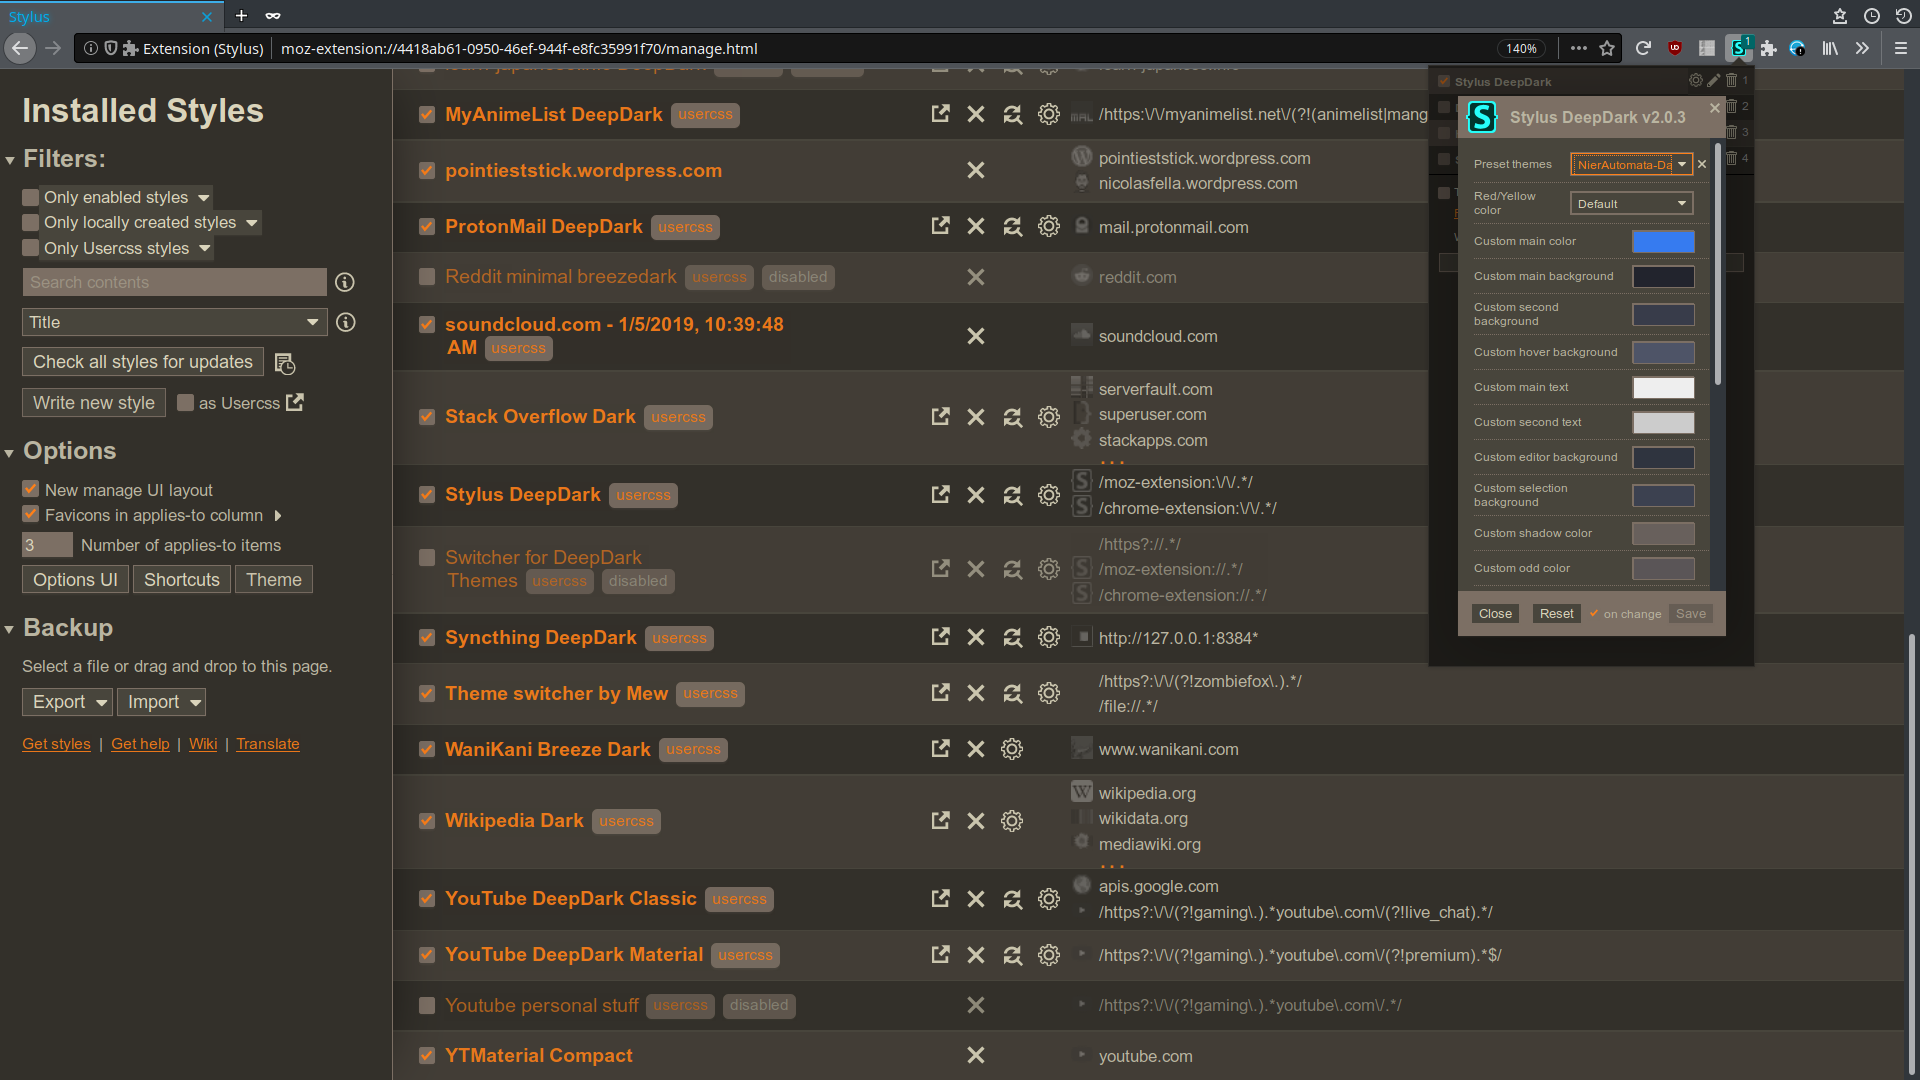 Stylus
Extension (Stylus)
moz-extension://4418ab61-0950-46ef-944f-e8fc35991f70/manage.html
140%
1
Installed Styles
Filters:
Only enabled styles
Only locally created styles
Only Usercss styles
Search contents
Title
Check all styles for updates
Write new style
as Usercss
Options
New manage UI layout
Favicons in applies-to column
3 Number of applies-to items
Options UI
Shortcuts
Theme
Backup
Select a file or drag and drop to this page.
Export
Import
Get styles | Get help | Wiki | Translate
MyAnimeList DeepDark usercss
/https:\/\/myanimelist.net\/(?!(animelist|mang
pointieststick.wordpress.com
pointieststick.wordpress.com
nicolasfella.wordpress.com
ProtonMail DeepDark usercss
mail.protonmail.com
Reddit minimal breezedark usercss disabled
reddit.com
soundcloud.com - 1/5/2019, 10:39:48
AM usercss
soundcloud.com
Stack Overflow Dark usercss
serverfault.com
superuser.com
stackapps.com
...
Stylus DeepDark usercss
/moz-extension:\/\/.*/
/chrome-extension:\/\/.*/
Switcher for DeepDark
Themes usercss disabled
/https?://.*/
/moz-extension://.*/
/chrome-extension://.*/
Syncthing DeepDark usercss
http://127.0.0.1:8384*
Theme switcher by Mew usercss
/https?:\/\/(?!zombiefox\.).*/
/file://.*/
WaniKani Breeze Dark usercss
www.wanikani.com
Wikipedia Dark usercss
wikipedia.org
wikidata.org
mediawiki.org
...
YouTube DeepDark Classic usercss
apis.google.com
/https?:\/\/(?!gaming\.).*youtube\.com\/(?!live_chat).*/
YouTube DeepDark Material usercss
/https?:\/\/(?!gaming\.).*youtube\.com\/(?!premium).*$/
Youtube personal stuff usercss disabled
/https?:\/\/(?!gaming\.).*youtube\.com\/.*/
YTMaterial Compact
youtube.com
Stylus DeepDark
1
2
3
4
Stylus DeepDark v2.0.3
Preset themes
NierAutomata-Da
Red/Yellow
color
Default
Custom main color
Custom main background
Custom second
background
Custom hover background
Custom main text
Custom second text
Custom editor background
Custom selection
background
Custom shadow color
Custom odd color
Close
Reset
on change
Save